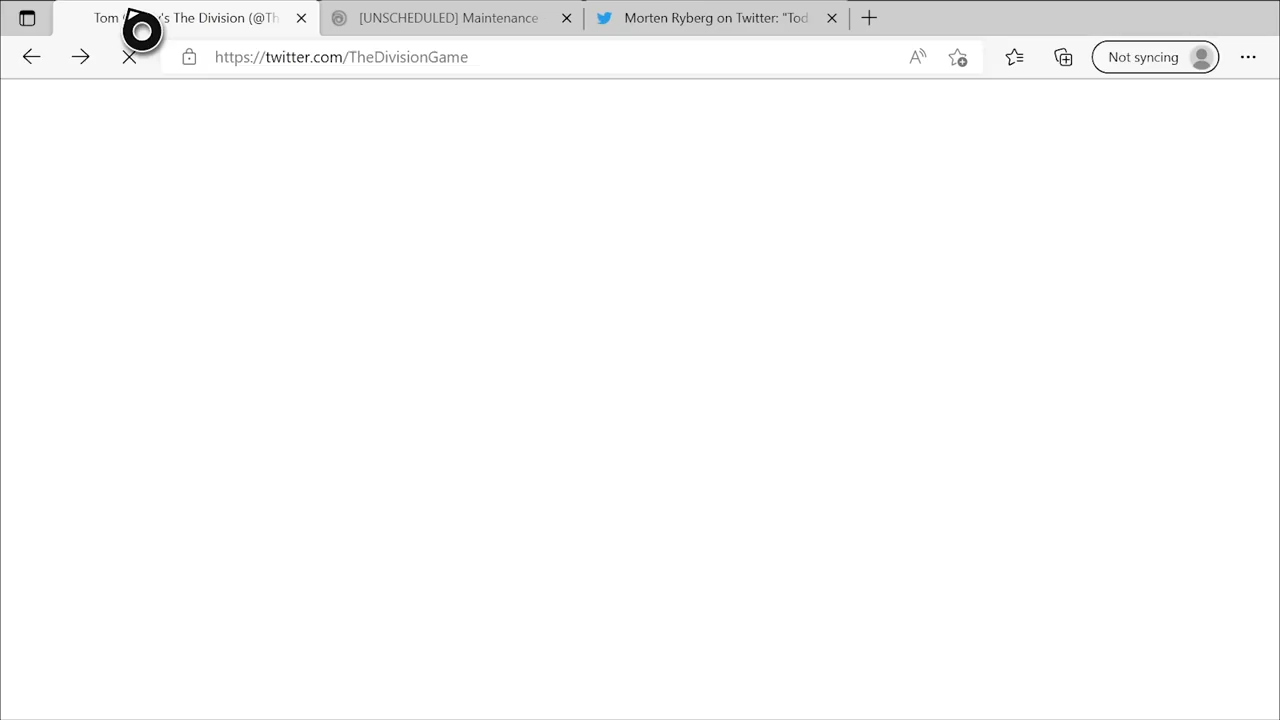 Tom 's The Division (@Th
[UNSCHEDULED] Maintenance
Morten Ryberg on Twitter: "Tod
https://twitter.com/TheDivisionGame
Not syncing